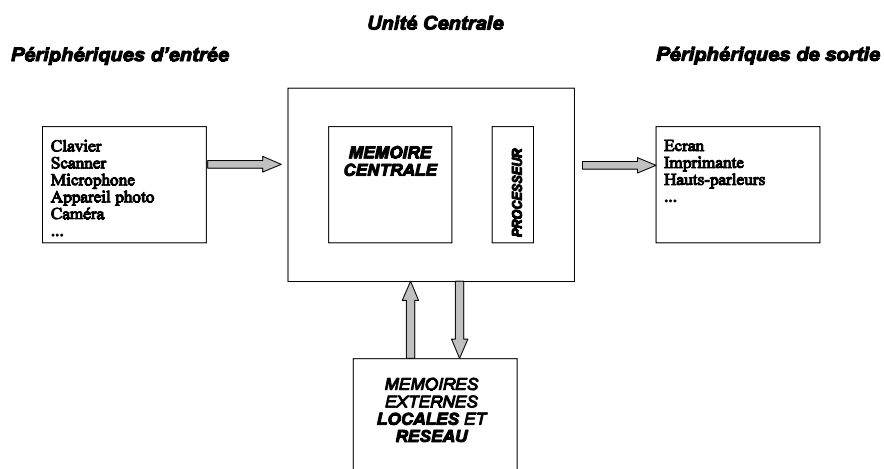 Unité Centrale
Périphériques d'entrée
Périphériques de sortie
Clavier
Scanner
Microphone
Appareil photo
Caméra
...
MEMOIRE
CENTRALE
PROCESSEUR
Ecran
Imprimante
Hauts-parleurs
...
MEMOIRES
EXTERNES
LOCALES ET
RESEAU